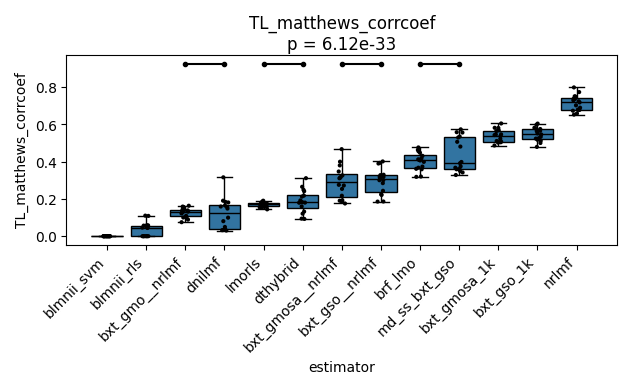 TL_matthews_corrcoef
p = 6.12e-33
TL_matthews_corrcoef
0.8
0.6
0.4
0.2
0.0
blmnii_svm
blmnii_rls
bxt_gmo__nrlmf
dnilmf
lmorls
dthybrid
bxt_gmosa__nrlmf
bxt_gso__nrlmf
brf_lmo
md_ss_bxt_gso
bxt_gmosa_1k
bxt_gso_1k
nrlmf
estimator